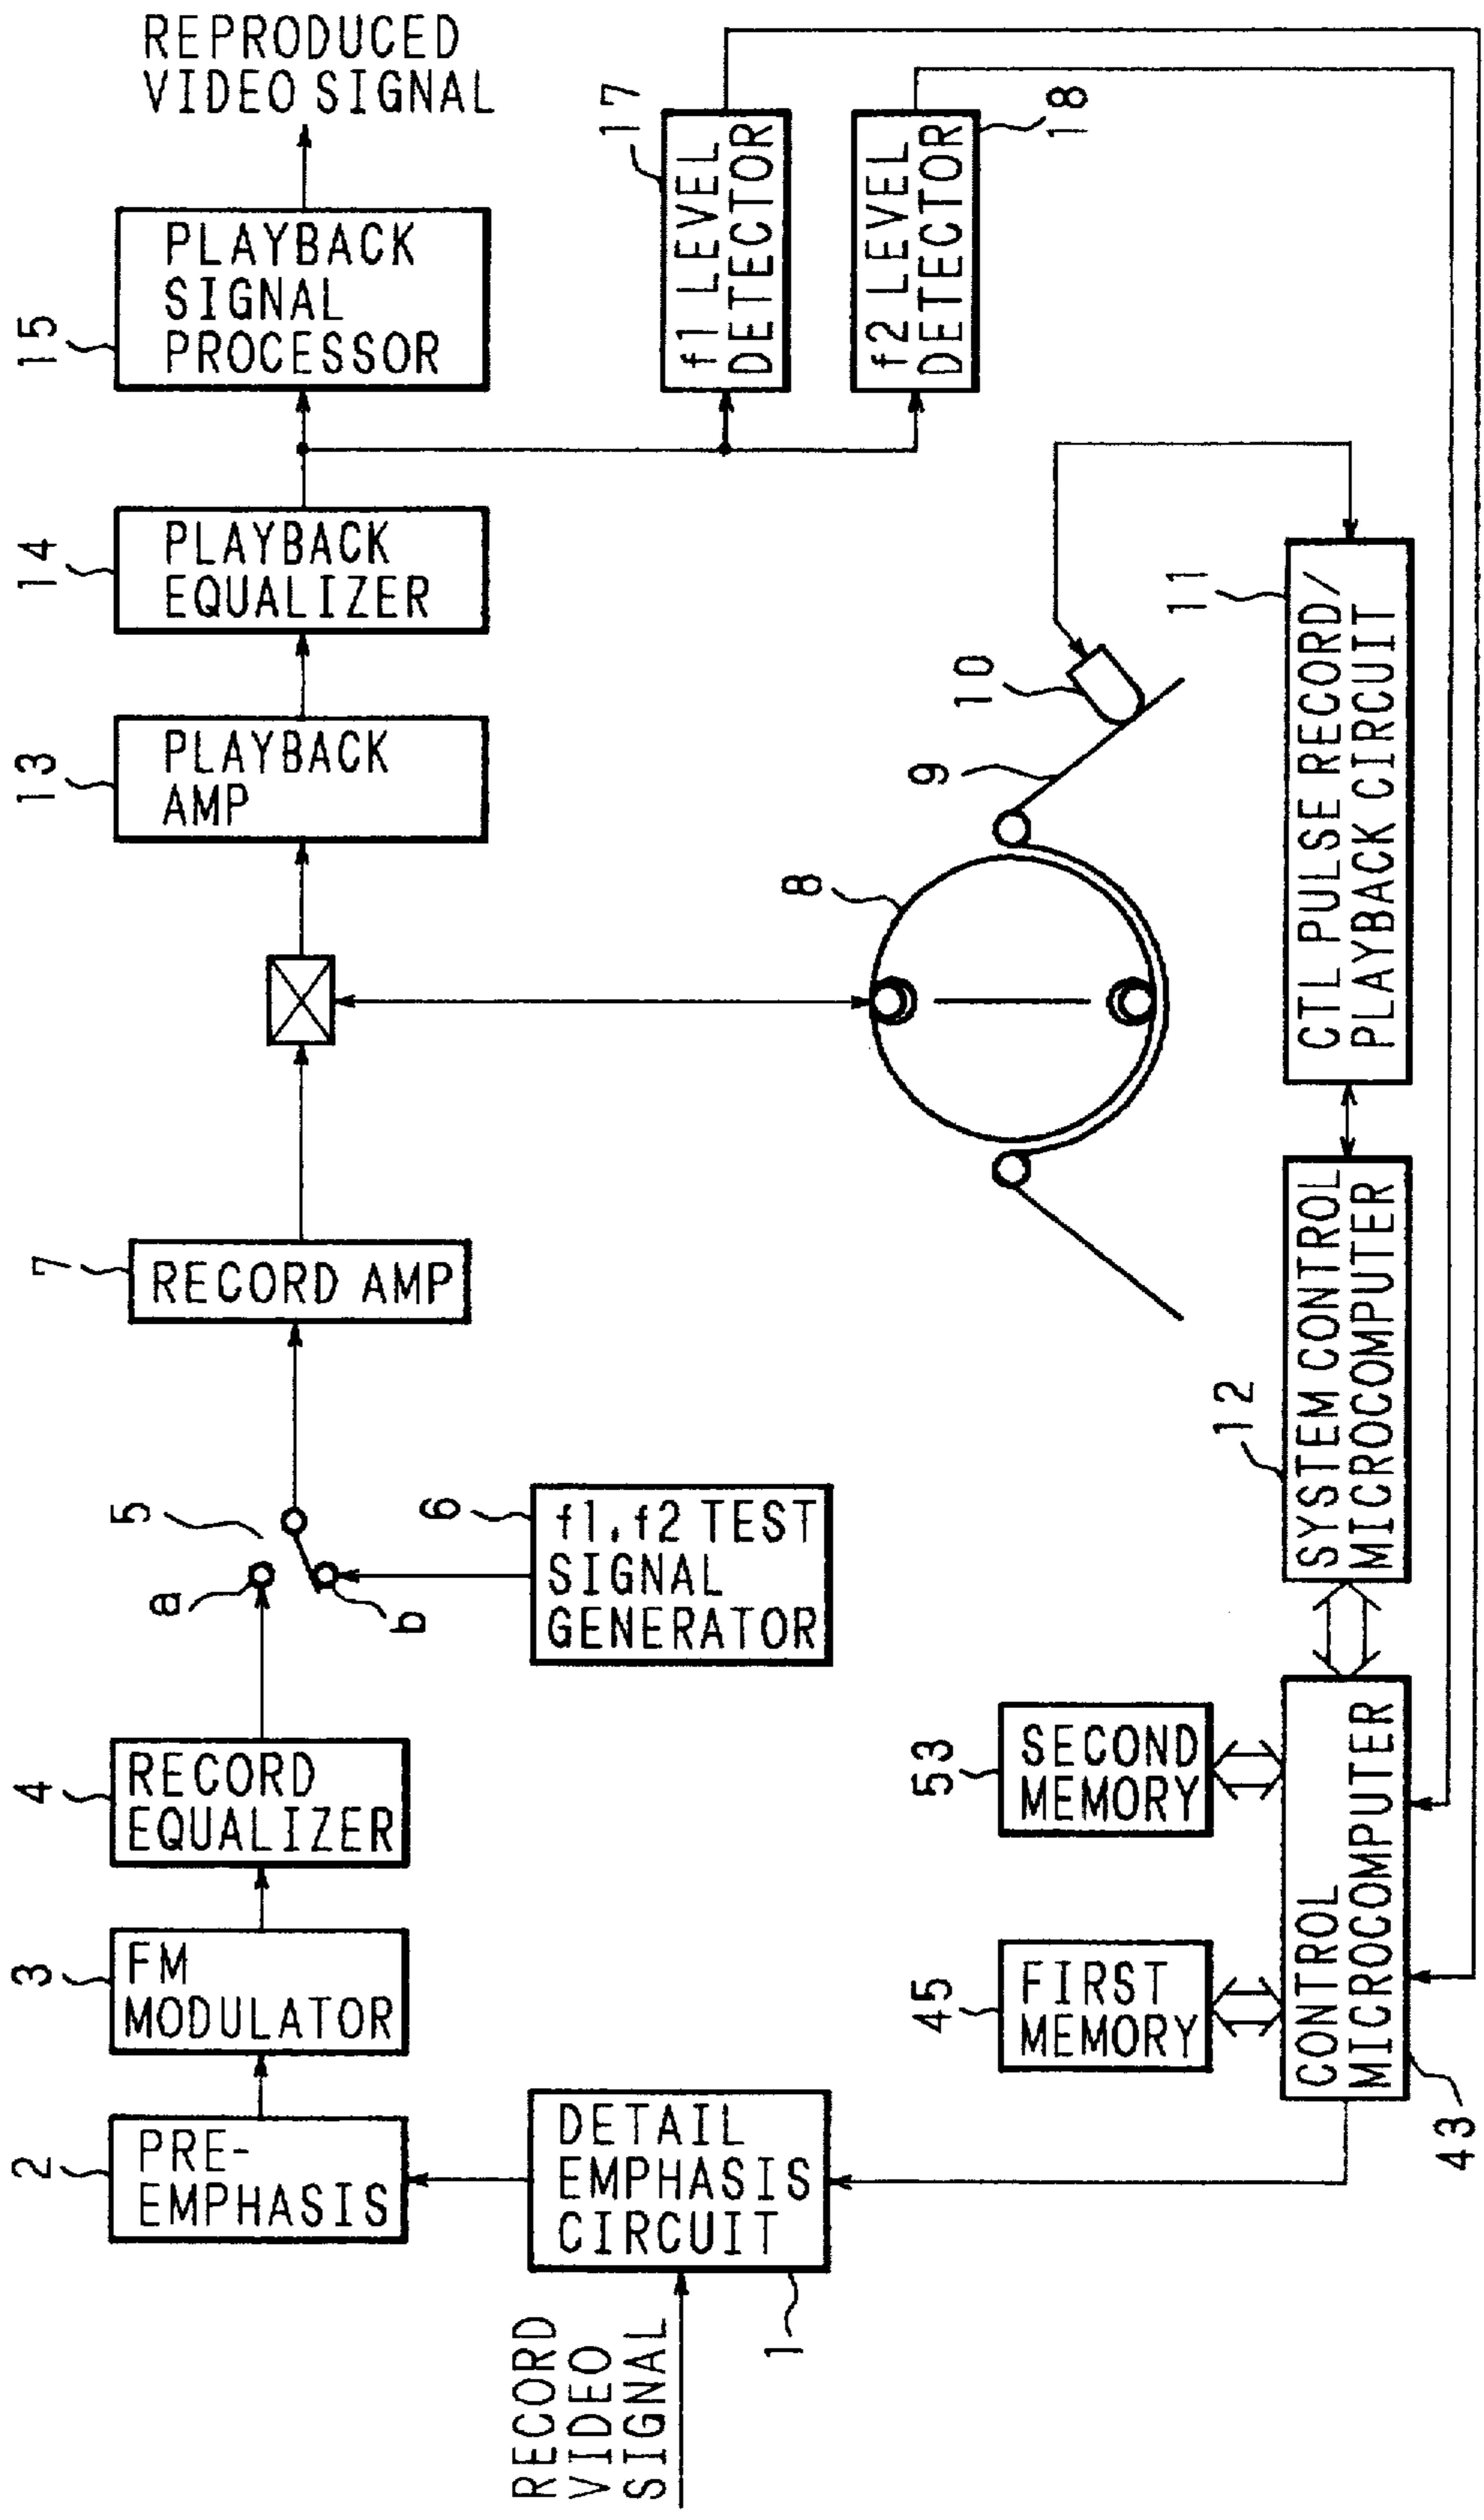 RECORD
VIDEO
SIGNAL
1
DETAIL
EMPHASIS
CIRCUIT
2
PRE-
EMPHASIS
3
FM
MODULATOR
4
RECORD
EQUALIZER
a
5
b
6
f1,f2 TEST
SIGNAL
GENERATOR
7
RECORD AMP
8
9
10
13
PLAYBACK
AMP
14
PLAYBACK
EQUALIZER
15
PLAYBACK
SIGNAL
PROCESSOR
REPRODUCED
VIDEO SIGNAL
17
f1 LEVEL
DETECTOR
f2 LEVEL
DETECTOR
18
45
FIRST
MEMORY
53
SECOND
MEMORY
CONTROL
MICROCOMPUTER
43
12
SYSTEM CONTROL
MICROCOMPUTER
11
CTL PULSE RECORD/
PLAYBACK CIRCUIT